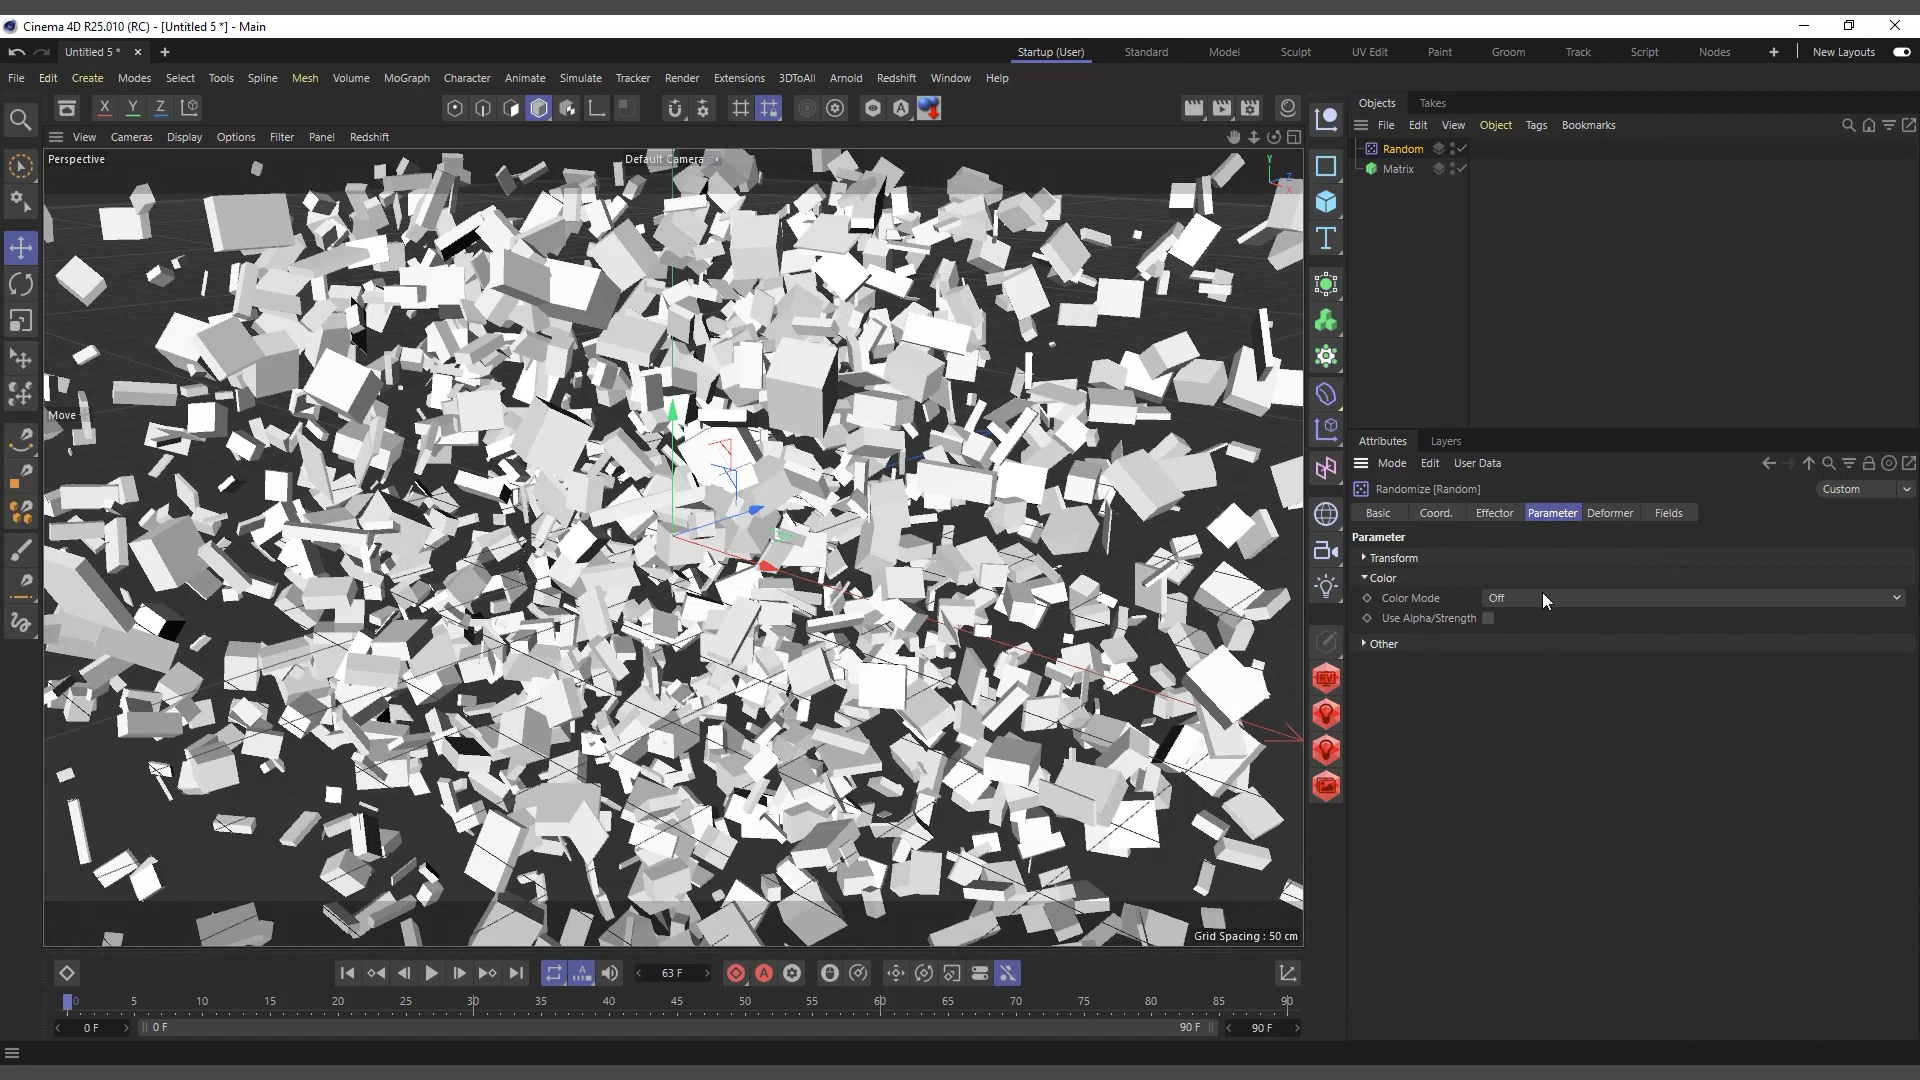 Cinema 4D R25.010 (RC) - [Untitled 5 *] - Main
Untitled 5 *
Startup (User) Standard Model Sculpt UV Edit Paint Groom Track Script Nodes New Layouts
File Edit Create Modes Select Tools Spline Mesh Volume MoGraph Character Animate Simulate Tracker Render Extensions 3DToAll Arnold Redshift Window Help
X Y Z
View Cameras Display Options Filter Panel Redshift
Perspective
Default Camera
Y
Z
X
Move
Grid Spacing : 50 cm
Objects Takes
File Edit View Object Tags Bookmarks
Random
Matrix
Attributes Layers
Mode Edit User Data
Randomize [Random]
Custom
Basic Coord. Effector Parameter Deformer Fields
Parameter
Transform
Color
Color Mode Off
Use Alpha/Strength
Other
RV
63 F
0 5 10 15 20 25 30 35 40 45 50 55 60 65 70 75 80 85 90
0 F 0 F 90 F 90 F